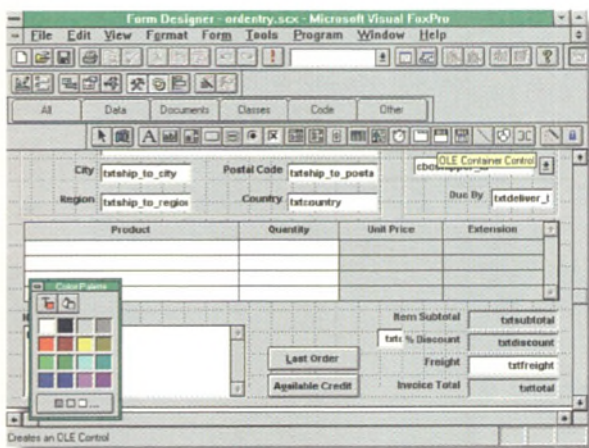 Form Designer - ordentry.scx - Microsoft Visual FoxPro
File Edit View Format Form Tools Program Window Help
All Data Documents Classes Code Other
OLE Container Control
City txtship_to_city Postal Code txtship_to_posta
Region txtship_to_region Country txtcountry Due By txtdeliver_
Product Quantity Unit Price Extension
Color Palette
Item Subtotal txtsubtotal
% Discount txtdiscount
Last Order Freight txtfreight
Available Credit Invoice Total txttotal
Creates an OLE Control